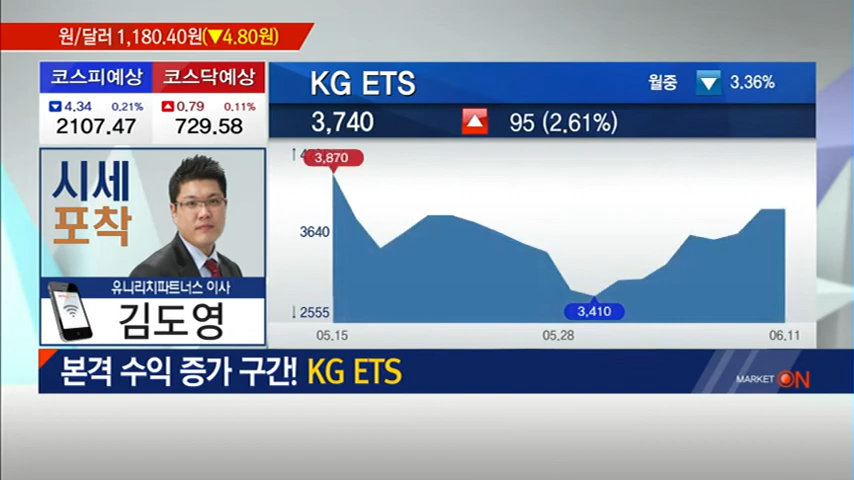 원/달러 1,180.40원(▼4.80원)
코스피예상 코스닥예상
▼4.34 0.21% ▲0.79 0.11%
2107.47 729.58
KG ETS 월중 ▼ 3.36%
3,740 ▲ 95 (2.61%)
시세
포착
유니리치파트너스 이사
김도영
3,870
3640
3,410
↓2555
05.15 05.28 06.11
본격 수익 증가 구간! KG ETS
MARKET ON